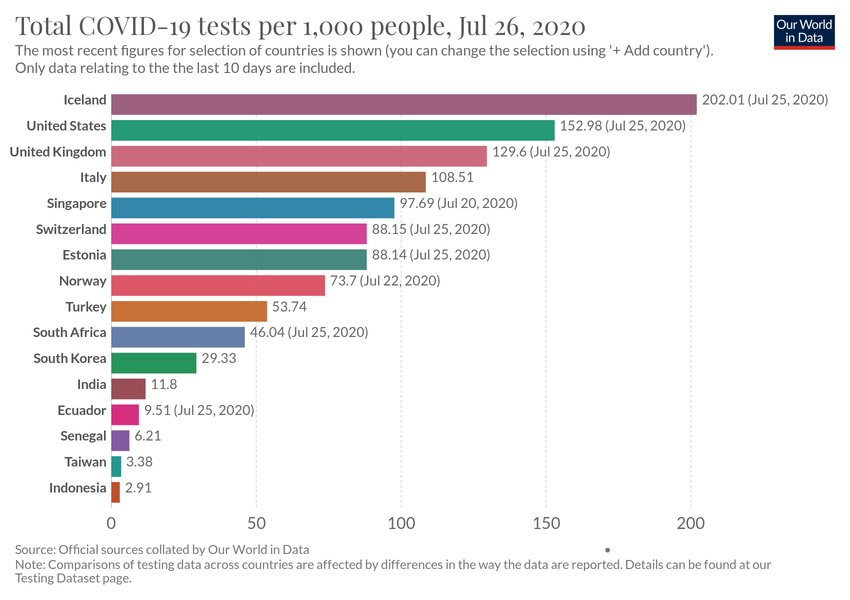 Total COVID-19 tests per 1,000 people, Jul 26, 2020
Our World
in Data
The most recent figures for selection of countries is shown (you can change the selection using '+ Add country').
Only data relating to the the last 10 days are included.
Iceland 202.01 (Jul 25, 2020)
United States 152.98 (Jul 25, 2020)
United Kingdom 129.6 (Jul 25, 2020)
Italy 108.51
Singapore 97.69 (Jul 20, 2020)
Switzerland 88.15 (Jul 25, 2020)
Estonia 88.14 (Jul 25, 2020)
Norway 73.7 (Jul 22, 2020)
Turkey 53.74
South Africa 46.04 (Jul 25, 2020)
South Korea 29.33
India 11.8
Ecuador 9.51 (Jul 25, 2020)
Senegal 6.21
Taiwan 3.38
Indonesia 2.91
0 50 100 150 200
Source: Official sources collated by Our World in Data •
Note: Comparisons of testing data across countries are affected by differences in the way the data are reported. Details can be found at our
Testing Dataset page.